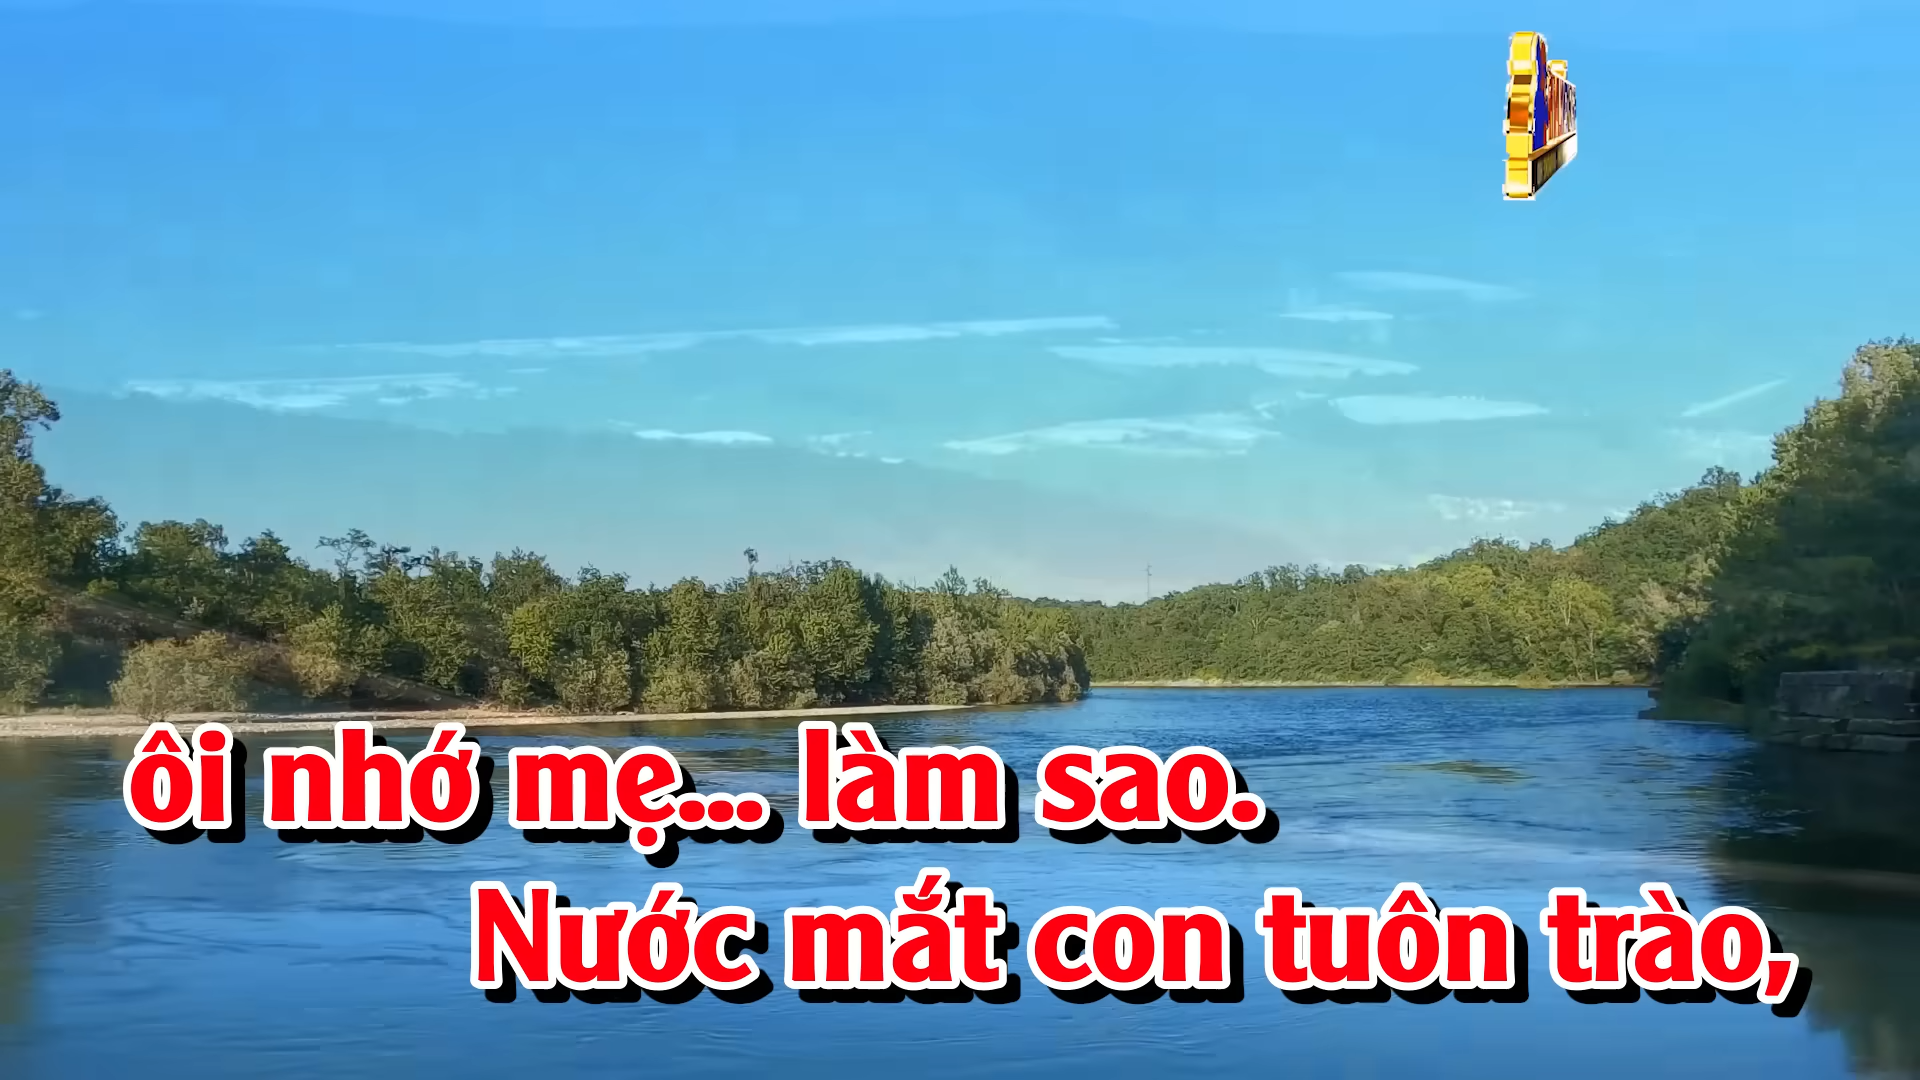 ôi nhớ mẹ... làm sao.
Nước mắt con tuôn trào,